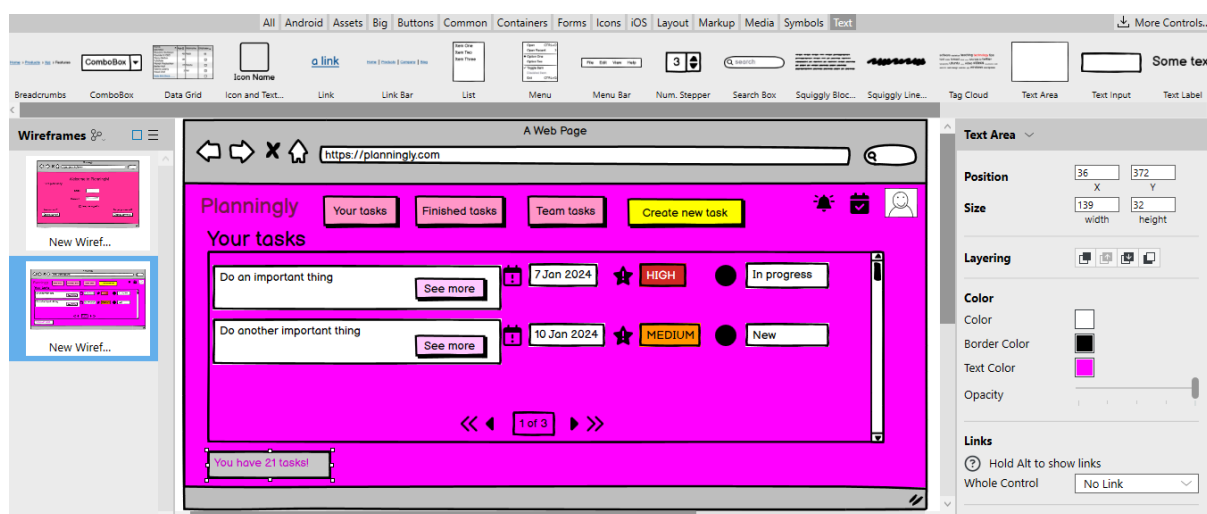 All Android Assets Big Buttons Common Containers Forms Icons iOS Layout Markup Media Symbols Text More Controls...
ComboBox
Icon Name
a link
Item One
Item Two
Item Three
3
search
Some tex
Breadcrumbs ComboBox Data Grid Icon and Text... Link Link Bar List Menu Menu Bar Num. Stepper Search Box Squiggly Bloc... Squiggly Line... Tag Cloud Text Area Text Input Text Label
Wireframes
New Wiref...
New Wiref...
A Web Page
https://planningly.com
Planningly
Your tasks
Finished tasks
Team tasks
Create new task
Your tasks
Do an important thing
See more
7 Jan 2024
HIGH
In progress
Do another important thing
See more
10 Jan 2024
MEDIUM
New
1 of 3
You have 21 tasks!
Text Area
Position
36 372
X Y
Size
139 32
width height
Layering
Color
Color
Border Color
Text Color
Opacity
Links
? Hold Alt to show links
Whole Control No Link